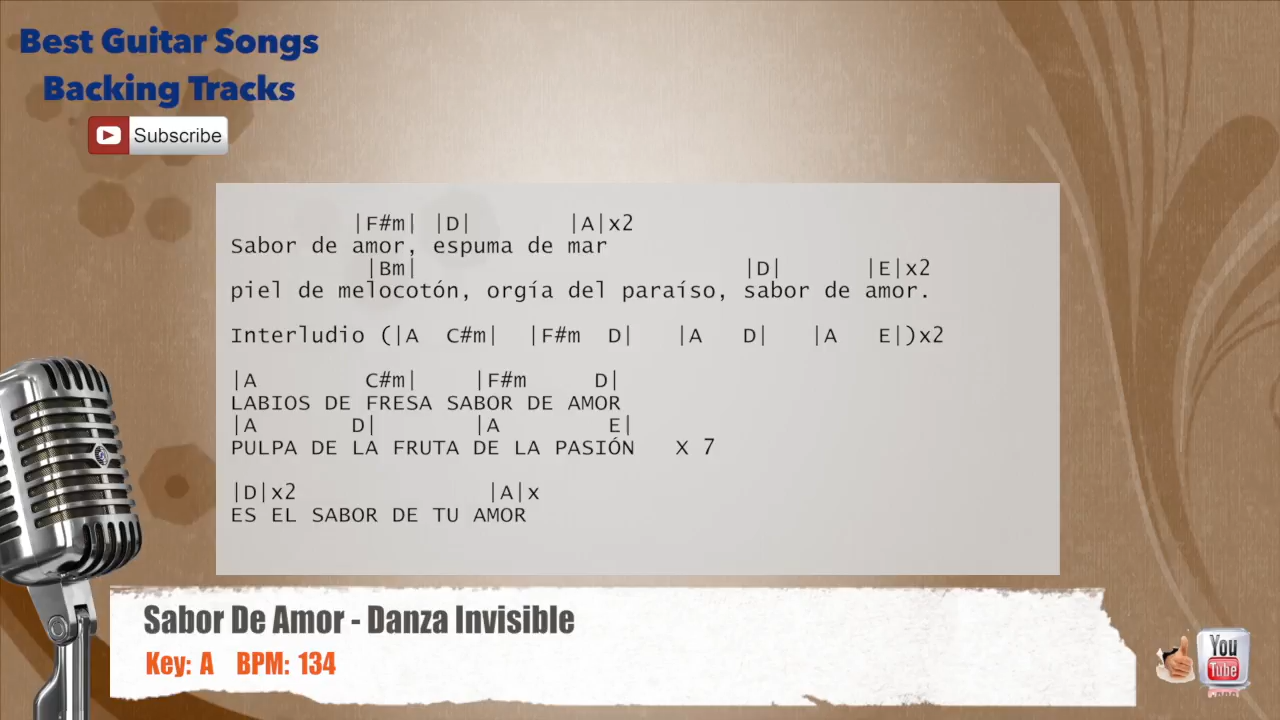 Best Guitar Songs
Backing Tracks
Subscribe
|F#m| |D| |A|x2
Sabor de amor, espuma de mar
|Bm| |D| |E|x2
piel de melocotón, orgía del paraíso, sabor de amor.
Interludio (|A C#m| |F#m D| |A D| |A E|)x2
|A C#m| |F#m D|
LABIOS DE FRESA SABOR DE AMOR
|A D| |A E|
PULPA DE LA FRUTA DE LA PASIÓN X 7
|D|x2 |A|x
ES EL SABOR DE TU AMOR
Sabor De Amor - Danza Invisible
Key: A BPM: 134
You
Tube